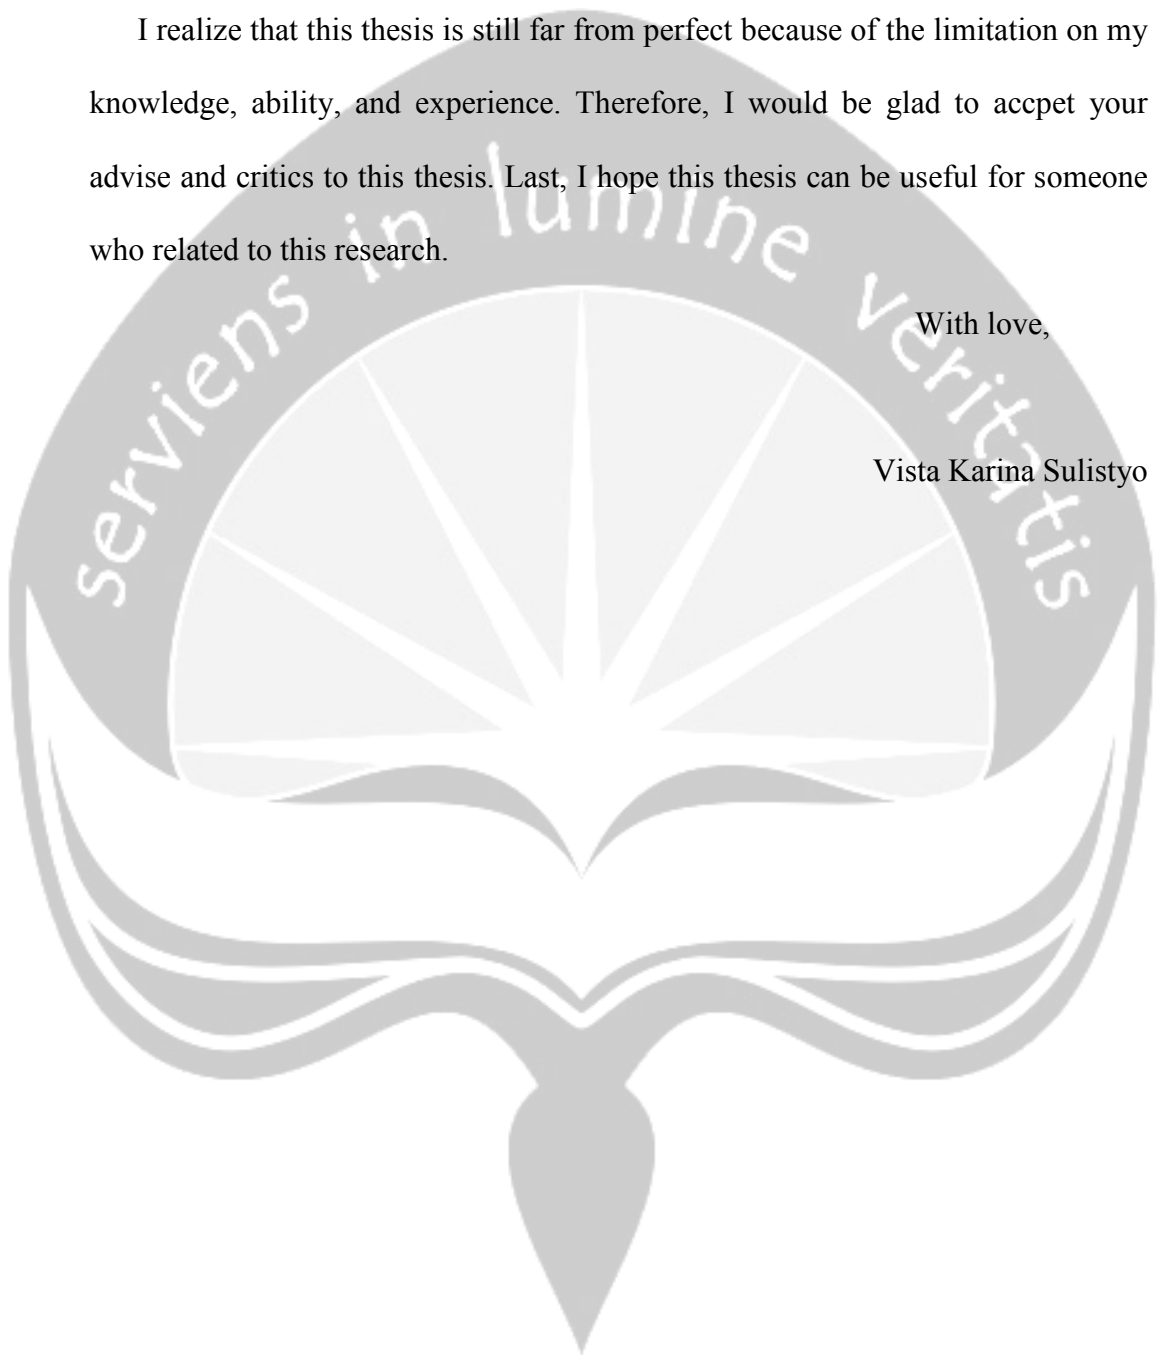 I realize that this thesis is still far from perfect because of the limitation on my
knowledge, ability, and experience. Therefore, I would be glad to accpet your
advise and critics to this thesis. Last, I hope this thesis can be useful for someone
who related to this research.
With love,
Vista Karina Sulistyo
serviens in lumine veritatis